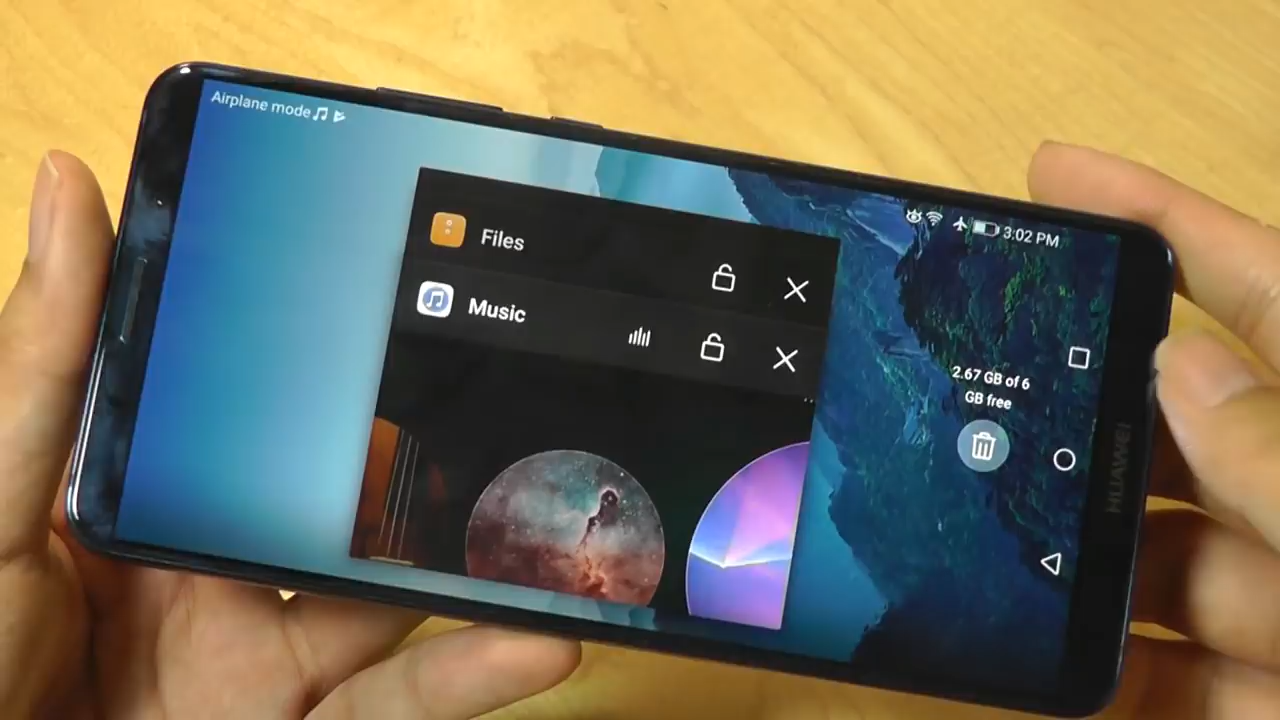 Airplane mode
3:02 PM
Files
Music
2.67 GB of 6
GB free
HUAWEI